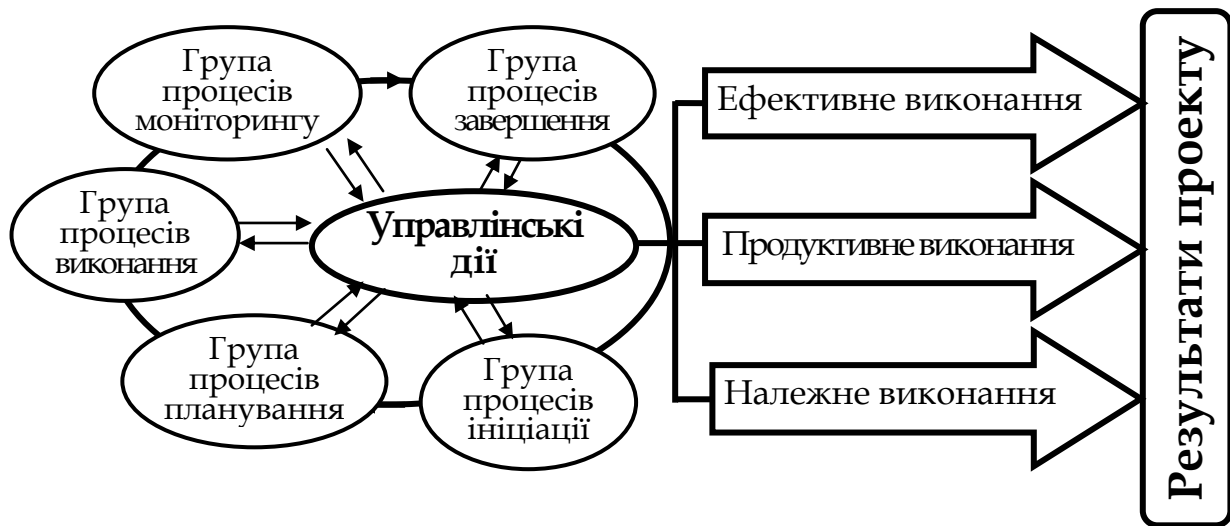 Група
процесів
моніторингу
Група
процесів
завершення
Ефективне виконання
Група
процесів
виконання
Управлінські
дії
Продуктивне виконання
Група
процесів
планування
Група
процесів
ініціації
Належне виконання
Результати проекту